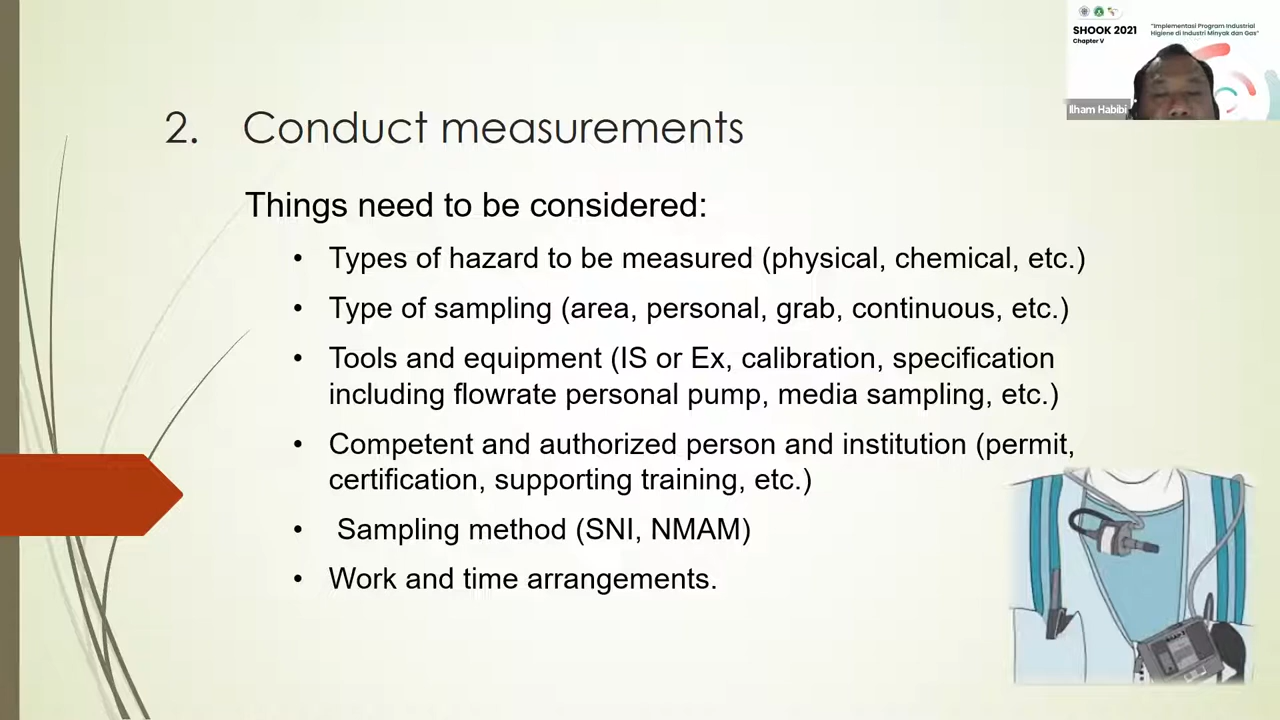 SHOOK 2021
Chapter V
"Implementasi Program Industrial
Higiene di Industri Minyak dan Gas"
Ilham Habibi
2. Conduct measurements
Things need to be considered:
• Types of hazard to be measured (physical, chemical, etc.)
• Type of sampling (area, personal, grab, continuous, etc.)
• Tools and equipment (IS or Ex, calibration, specification
including flowrate personal pump, media sampling, etc.)
• Competent and authorized person and institution (permit,
certification, supporting training, etc.)
• Sampling method (SNI, NMAM)
• Work and time arrangements.